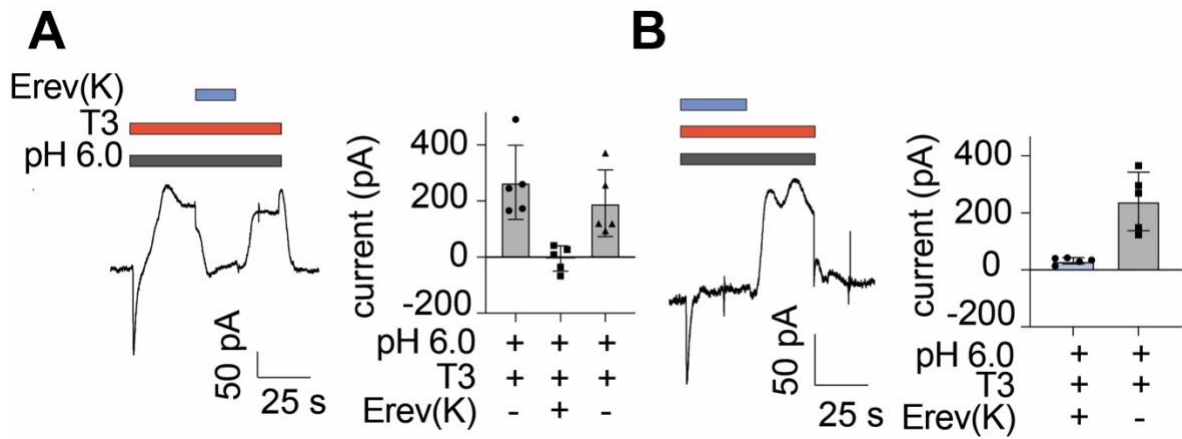 A
Erev(K)
T3
pH 6.0
50 pA
25 s
current (pA)
400
200
0
-200
pH 6.0 + + +
T3 + + +
Erev(K) - + -
B
50 pA
25 s
current (pA)
400
200
0
-200
pH 6.0 + +
T3 + +
Erev(K) + -